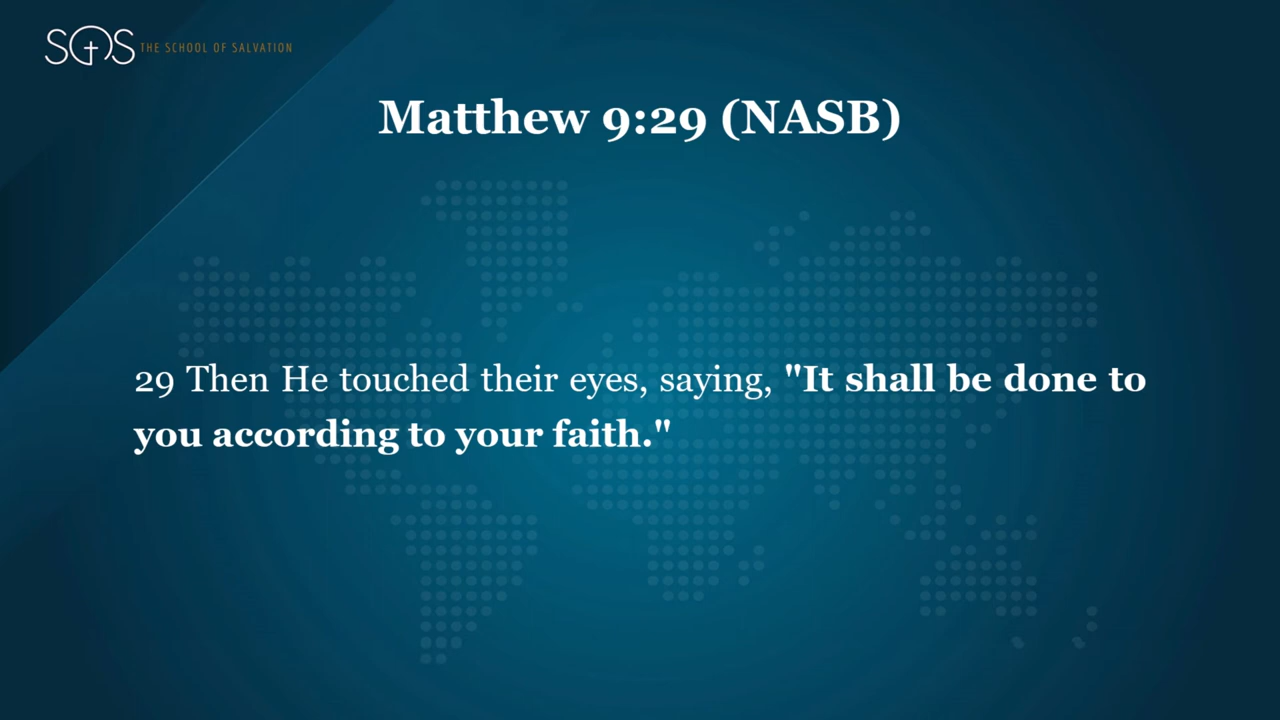 SOS THE SCHOOL OF SALVATION
Matthew 9:29 (NASB)
29 Then He touched their eyes, saying, "It shall be done to
you according to your faith."